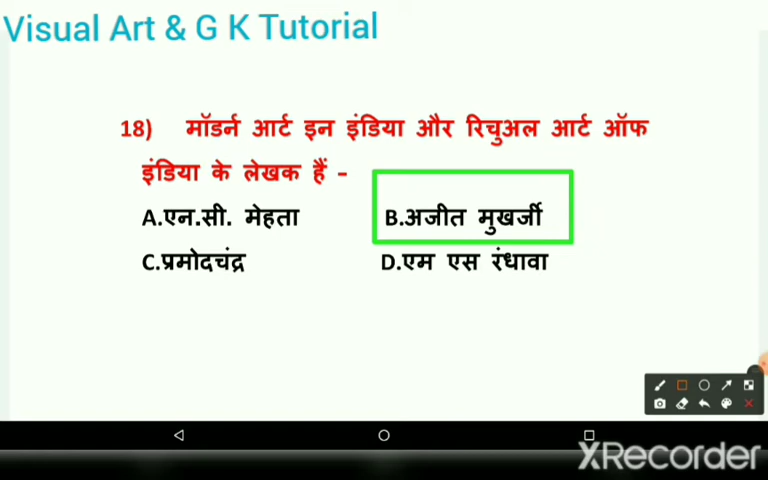 Visual Art & G K Tutorial
18) मॉडर्न आर्ट इन इंडिया और रिचुअल आर्ट ऑफ
इंडिया के लेखक हैं -
A.एन.सी. मेहता B.अजीत मुखर्जी
C.प्रमोदचंद्र D.एम एस रंधावा
XRecorder